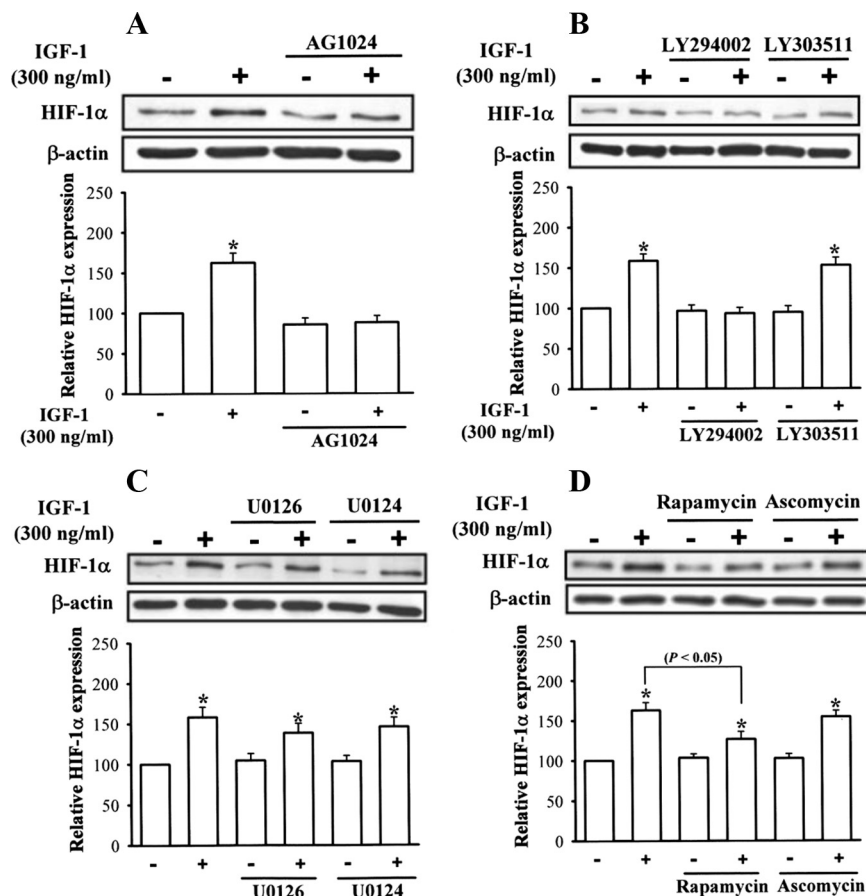 A
IGF-1
(300 ng/ml)
AG1024
- + - +
HIF-1α
β-actin
Relative HIF-1α expression
250
200
150
100
50
0
*
IGF-1
(300 ng/ml)
- + - +
AG1024
B
IGF-1
(300 ng/ml)
LY294002 LY303511
- + - + - +
HIF-1α
β-actin
Relative HIF-1α expression
250
200
150
100
50
0
* *
IGF-1
(300 ng/ml)
- + - + - +
LY294002 LY303511
C
IGF-1
(300 ng/ml)
U0126 U0124
- + - + - +
HIF-1α
β-actin
Relative HIF-1α expression
250
200
150
100
50
0
* * *
- + - + - +
U0126 U0124
D
IGF-1
(300 ng/ml)
Rapamycin Ascomycin
- + - + - +
HIF-1α
β-actin
Relative HIF-1α expression
250
200
150
100
50
0
(P < 0.05)
* * *
- + - + - +
Rapamycin Ascomycin